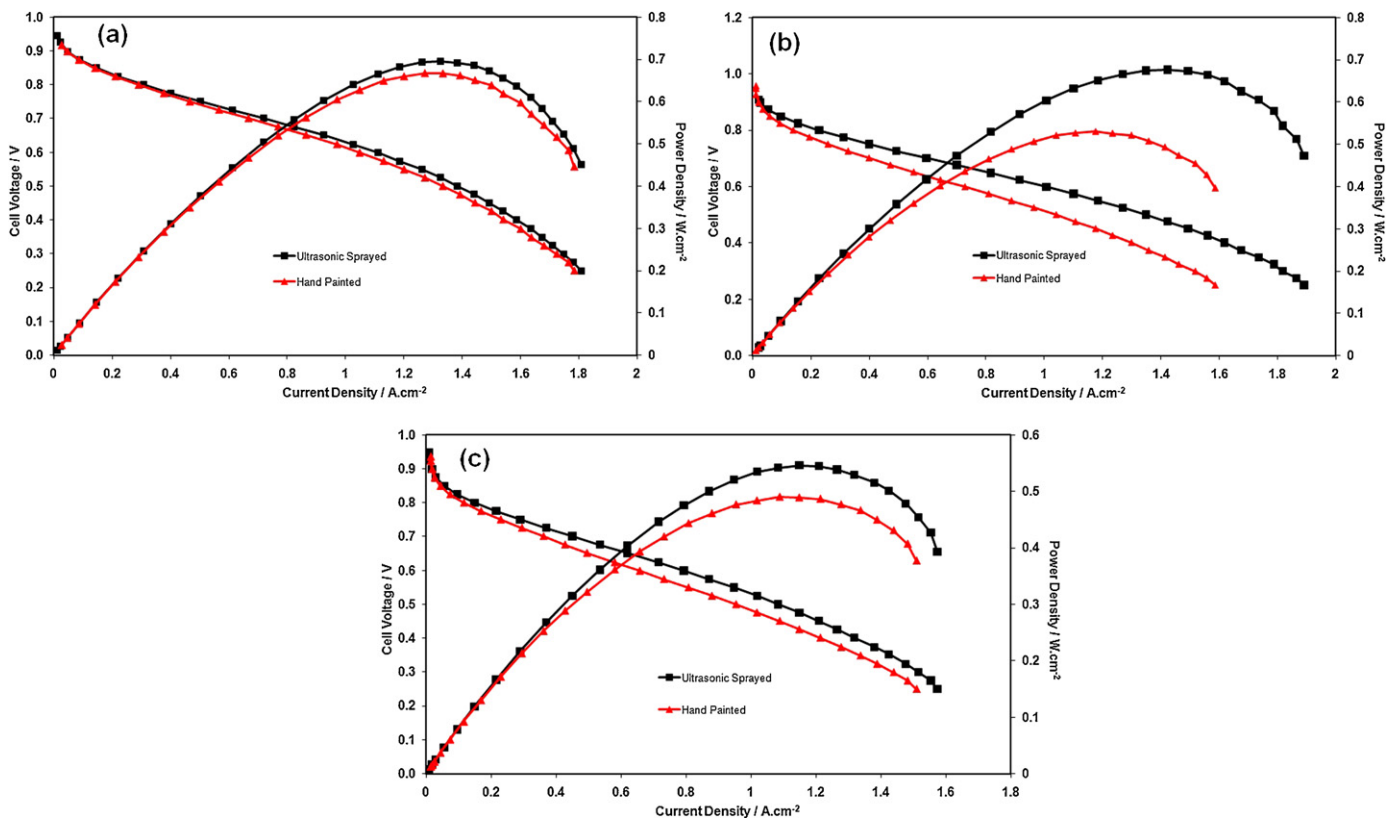 (a)
1.0
0.9
0.8
0.7
0.6
0.5
0.4
0.3
0.2
0.1
0.0
Cell Voltage / V
0 0.2 0.4 0.6 0.8 1 1.2 1.4 1.6 1.8 2
Current Density / A.cm-2
0.8
0.7
0.6
0.5
0.4
0.3
0.2
0.1
0
Power Density / W.cm-2
Ultrasonic Sprayed
Hand Painted
(b)
1.2
1.0
0.8
0.6
0.4
0.2
0.0
Cell Voltage / V
0 0.2 0.4 0.6 0.8 1 1.2 1.4 1.6 1.8 2
Current Density / A.cm-2
0.8
0.7
0.6
0.5
0.4
0.3
0.2
0.1
0
Power Density / W.cm-2
Ultrasonic Sprayed
Hand Painted
(c)
1.0
0.9
0.8
0.7
0.6
0.5
0.4
0.3
0.2
0.1
0.0
Cell Voltage / V
0 0.2 0.4 0.6 0.8 1 1.2 1.4 1.6 1.8
Current Density / A.cm-2
0.6
0.5
0.4
0.3
0.2
0.1
0
Power Density / W.cm-2
Ultrasonic Sprayed
Hand Painted